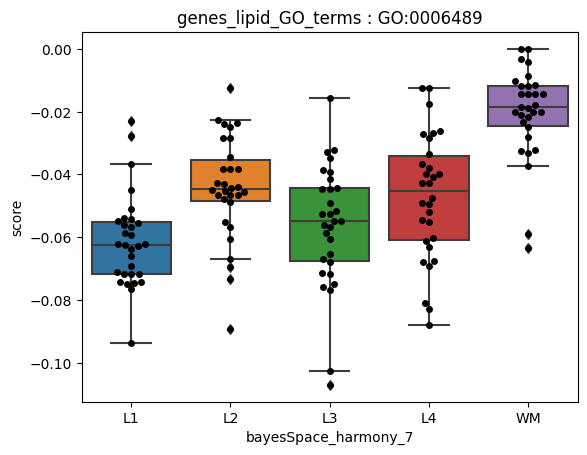 genes_lipid_GO_terms : GO:0006489
0.00
−0.02
−0.04
−0.06
−0.08
−0.10
score
L1 L2 L3 L4 WM
bayesSpace_harmony_7